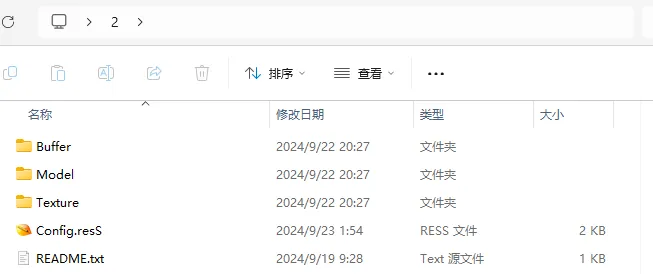 2
排序 查看
名称 修改日期 类型 大小
Buffer 2024/9/22 20:27 文件夹
Model 2024/9/22 20:27 文件夹
Texture 2024/9/22 20:27 文件夹
Config.resS 2024/9/23 1:54 RESS 文件 2 KB
README.txt 2024/9/19 9:28 Text 源文件 1 KB